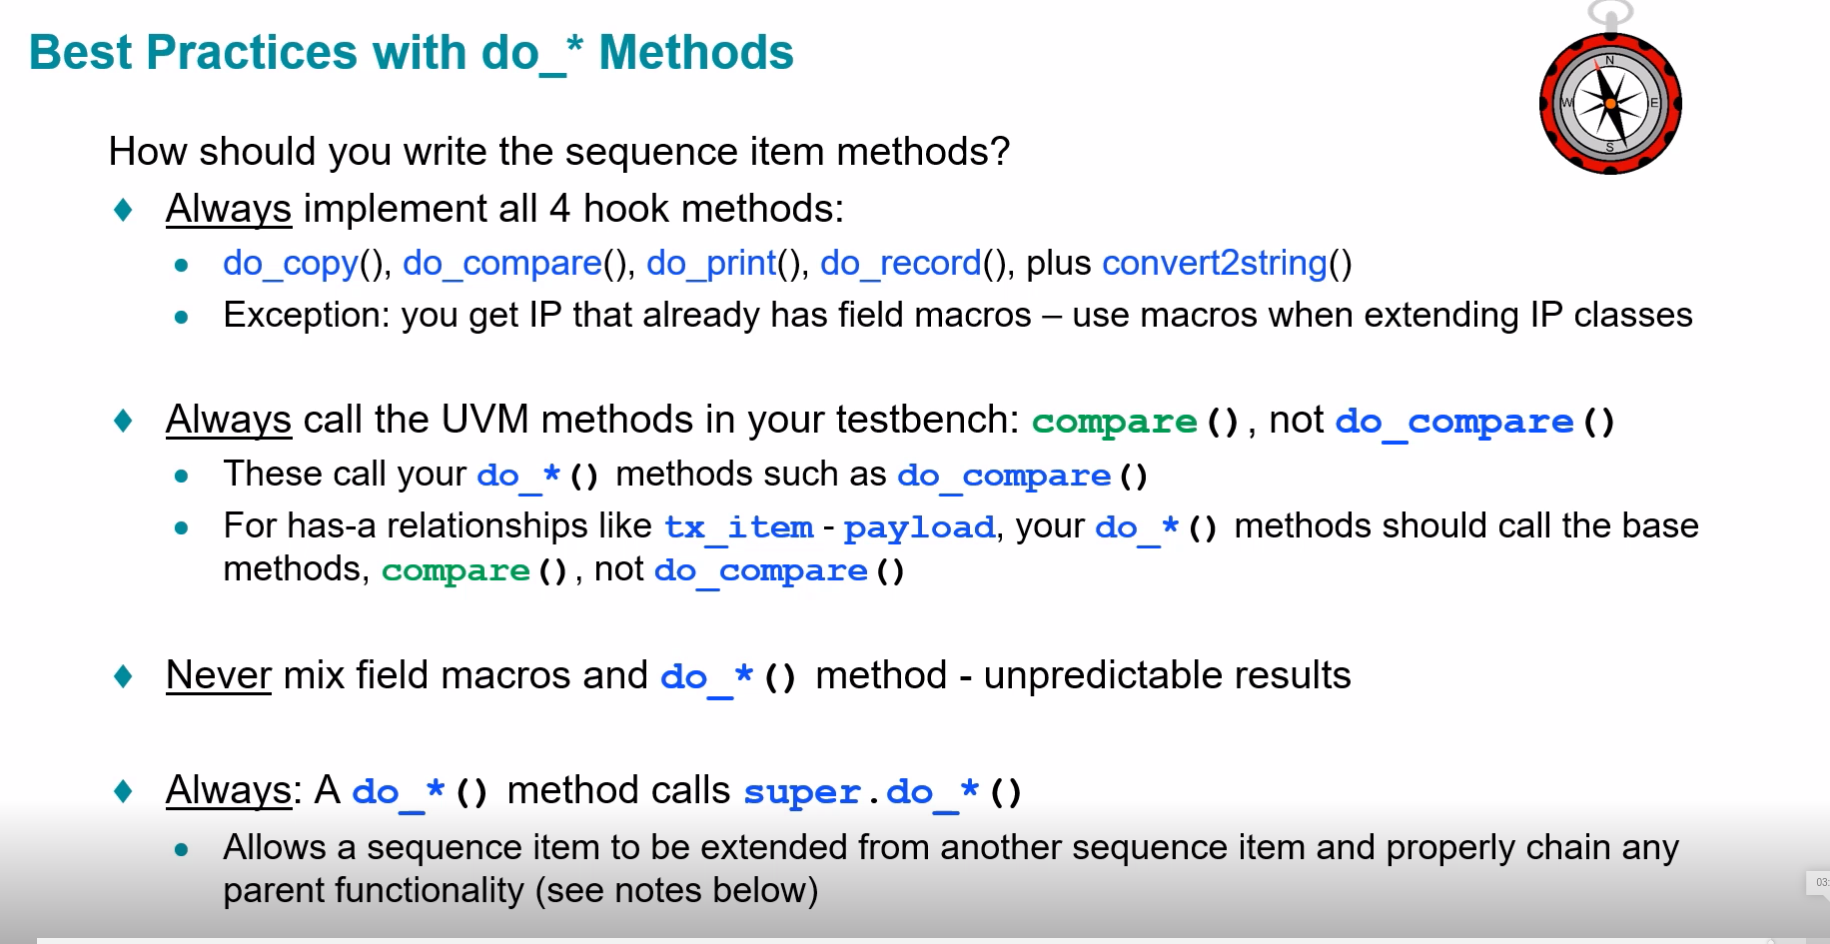 Best Practices with do_* Methods
N
W
E
S
How should you write the sequence item methods?
♦ Always implement all 4 hook methods:
• do_copy(), do_compare(), do_print(), do_record(), plus convert2string()
• Exception: you get IP that already has field macros – use macros when extending IP classes
♦ Always call the UVM methods in your testbench: compare(), not do_compare()
• These call your do_*() methods such as do_compare()
• For has-a relationships like tx_item - payload, your do_*() methods should call the base
methods, compare(), not do_compare()
♦ Never mix field macros and do_*() method - unpredictable results
♦ Always: A do_*() method calls super.do_*()
• Allows a sequence item to be extended from another sequence item and properly chain any
parent functionality (see notes below)
03: